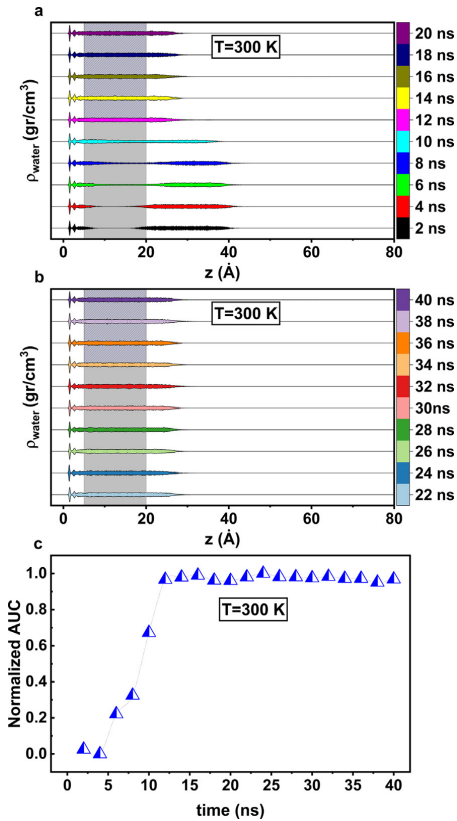 a
T=300 K
ρwater (gr/cm3)
20 ns
18 ns
16 ns
14 ns
12 ns
10 ns
8 ns
6 ns
4 ns
2 ns
0 20 40 60 80
z (Å)
b
T=300 K
ρwater (gr/cm3)
40 ns
38 ns
36 ns
34 ns
32 ns
30ns
28 ns
26 ns
24 ns
22 ns
0 20 40 60 80
z (Å)
c
T=300 K
Normalized AUC
1.0
0.8
0.6
0.4
0.2
0.0
0 5 10 15 20 25 30 35 40
time (ns)